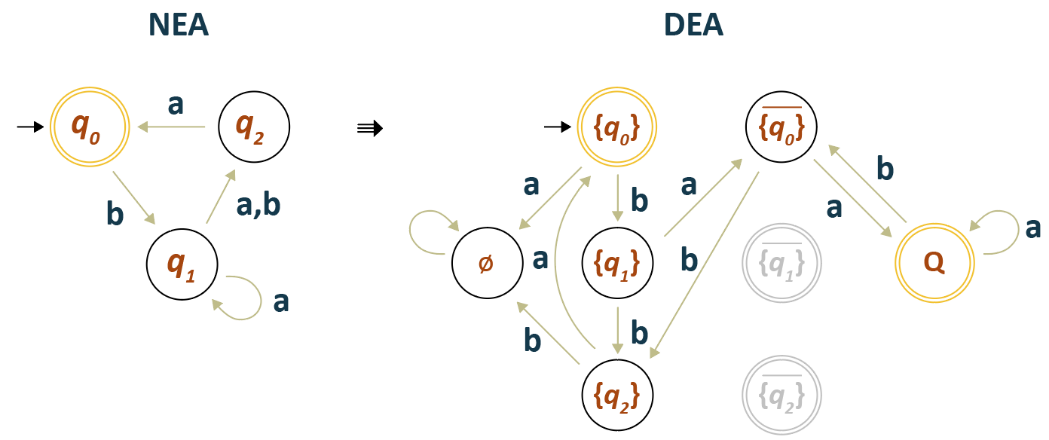 NEA
DEA
q₀
a
q₂
b
a,b
q₁
a
{q₀}
{q₀}̅
a
b
a
a
b
∅
a
{q₁}
b
{q₁}̅
Q
a
b
b
{q₂}
{q₂}̅